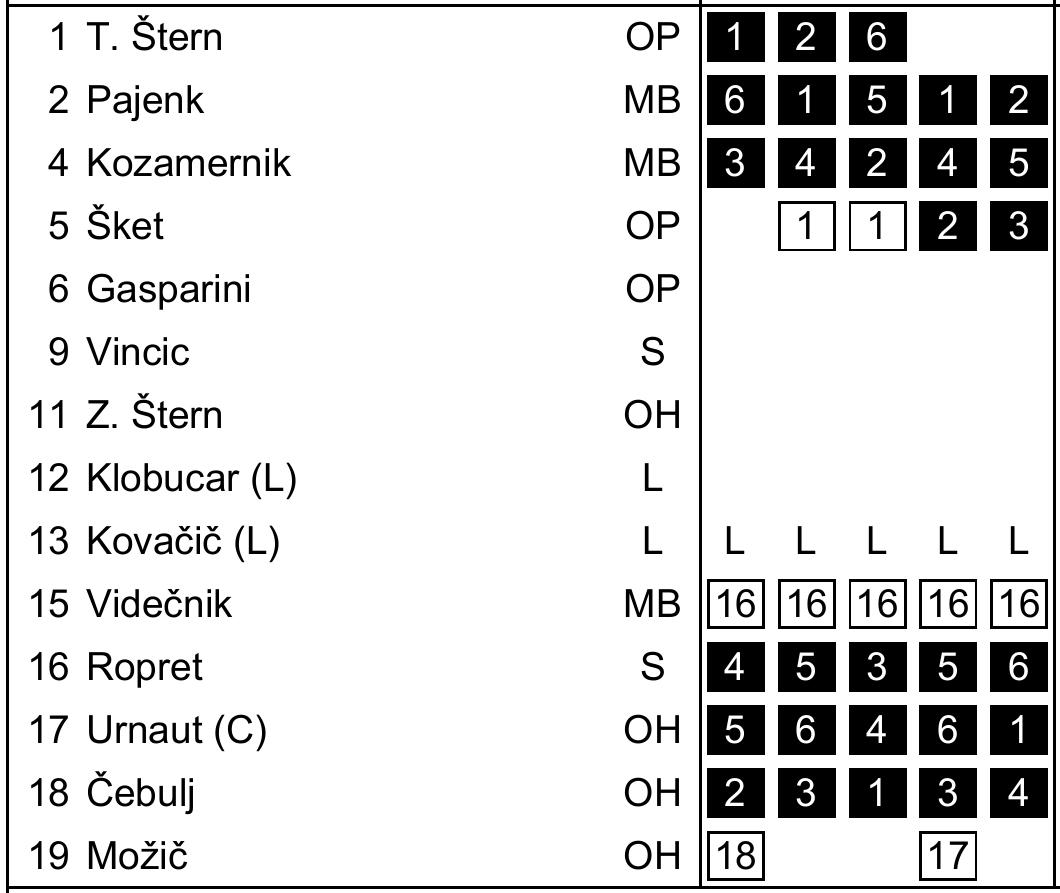 1 T. Štern OP 1 2 6
2 Pajenk MB 6 1 5 1 2
4 Kozamernik MB 3 4 2 4 5
5 Šket OP 1 1 2 3
6 Gasparini OP
9 Vincic S
11 Z. Štern OH
12 Klobucar (L) L
13 Kovačič (L) L L L L L L
15 Videčnik MB 16 16 16 16 16
16 Ropret S 4 5 3 5 6
17 Urnaut (C) OH 5 6 4 6 1
18 Čebulj OH 2 3 1 3 4
19 Možič OH 18 17